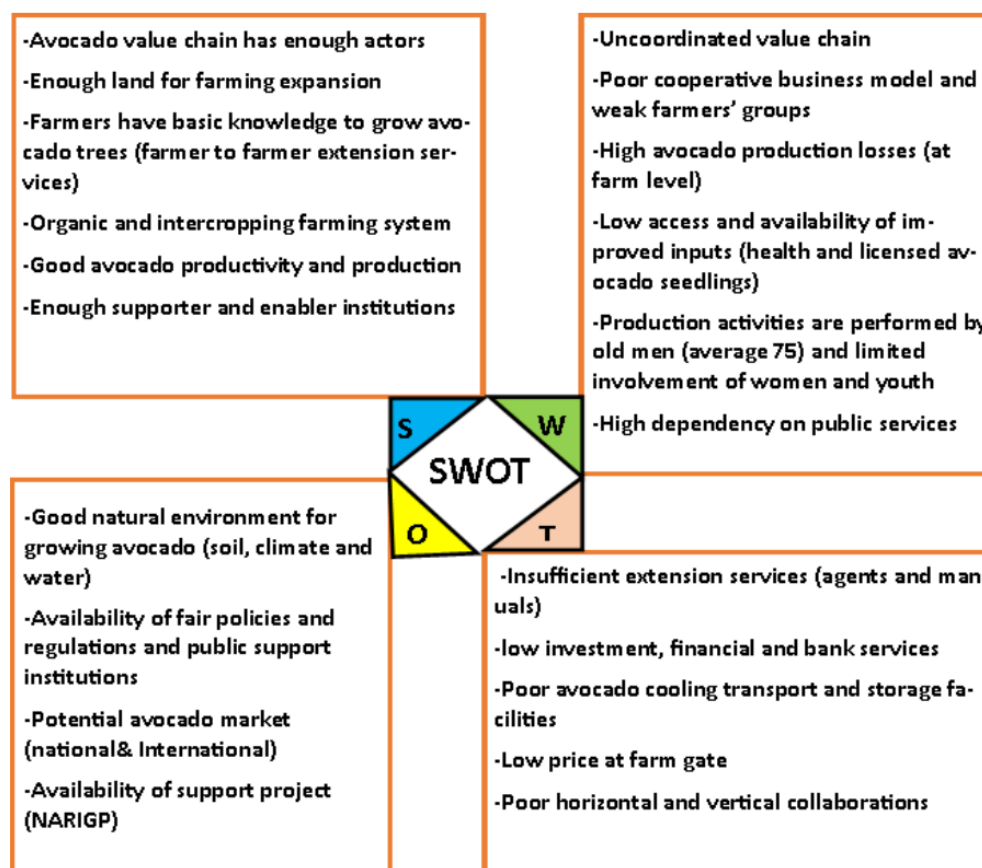 -Avocado value chain has enough actors
-Enough land for farming expansion
-Farmers have basic knowledge to grow avo-
cado trees (farmer to farmer extension ser-
vices)
-Organic and intercropping farming system
-Good avocado productivity and production
-Enough supporter and enabler institutions
-Uncoordinated value chain
-Poor cooperative business model and
weak farmers' groups
-High avocado production losses (at
farm level)
-Low access and availability of im-
proved inputs (health and licensed av-
ocado seedlings)
-Production activities are performed by
old men (average 75) and limited
involvement of women and youth
-High dependency on public services
S
W
SWOT
O
T
-Good natural environment for
growing avocado (soil, climate and
water)
-Availability of fair policies and
regulations and public support
institutions
-Potential avocado market
(national& International)
-Availability of support project
(NARIGP)
-Insufficient extension services (agents and man
uals)
-low investment, financial and bank services
-Poor avocado cooling transport and storage fa-
cilities
-Low price at farm gate
-Poor horizontal and vertical collaborations